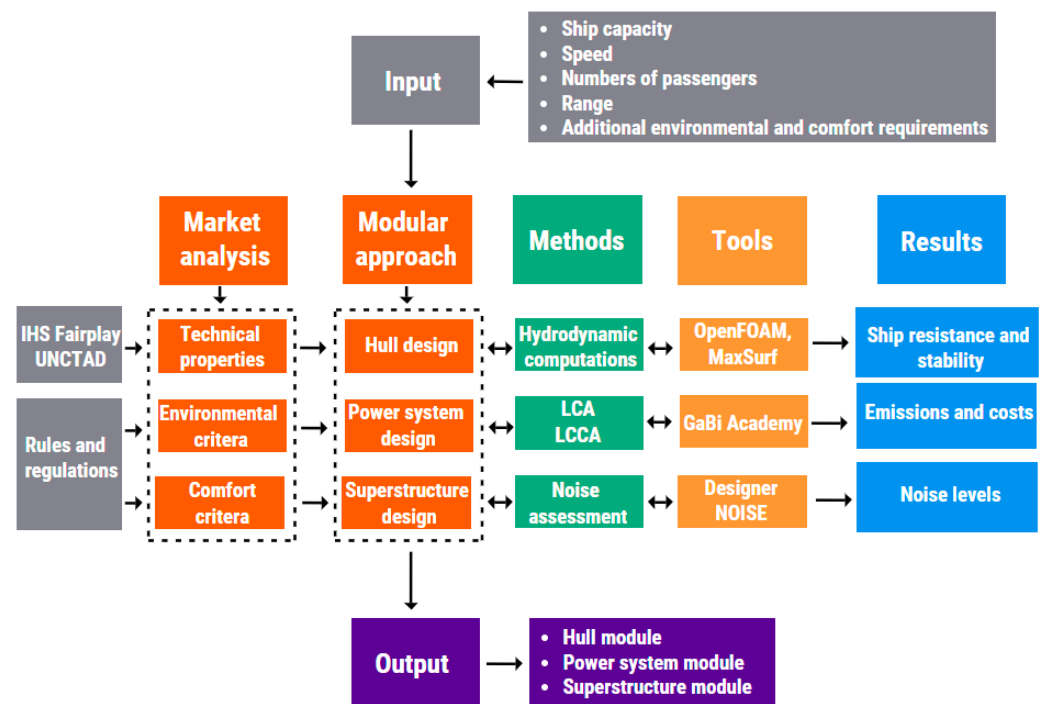 Input
• Ship capacity
• Speed
• Numbers of passengers
• Range
• Additional environmental and comfort requirements
Market
analysis
Modular
approach
Methods
Tools
Results
IHS Fairplay
UNCTAD
Technical
properties
Hull design
Hydrodynamic
computations
OpenFOAM,
MaxSurf
Ship resistance and
stability
Rules and
regulations
Environmental
critera
Power system
design
LCA
LCCA
GaBi Academy
Emissions and costs
Comfort
critera
Superstructure
design
Noise
assessment
Designer
NOISE
Noise levels
Output
• Hull module
• Power system module
• Superstructure module